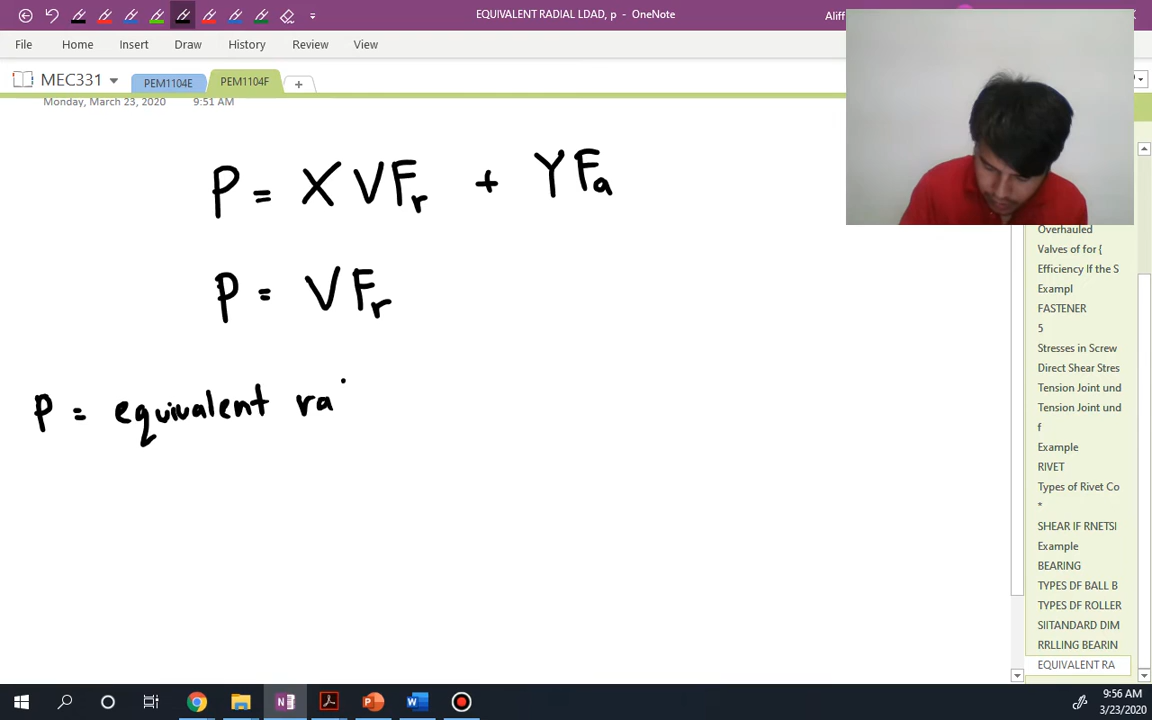 EQUIVALENT RADIAL LDAD, p - OneNote
Aliff
File Home Insert Draw History Review View
MEC331 PEM1104E PEM1104F +
Monday, March 23, 2020 9:51 AM
P = XVFr + YFa
P = VFr
P = equivalent ra
Overhauled
Valves of for {
Efficiency If the S
Exampl
FASTENER
5
Stresses in Screw
Direct Shear Stres
Tension Joint und
Tension Joint und
f
Example
RIVET
Types of Rivet Co
*
SHEAR IF RNETSI
Example
BEARING
TYPES DF BALL B
TYPES DF ROLLER
SIITANDARD DIM
RRLLING BEARIN
EQUIVALENT RA
9:56 AM
3/23/2020